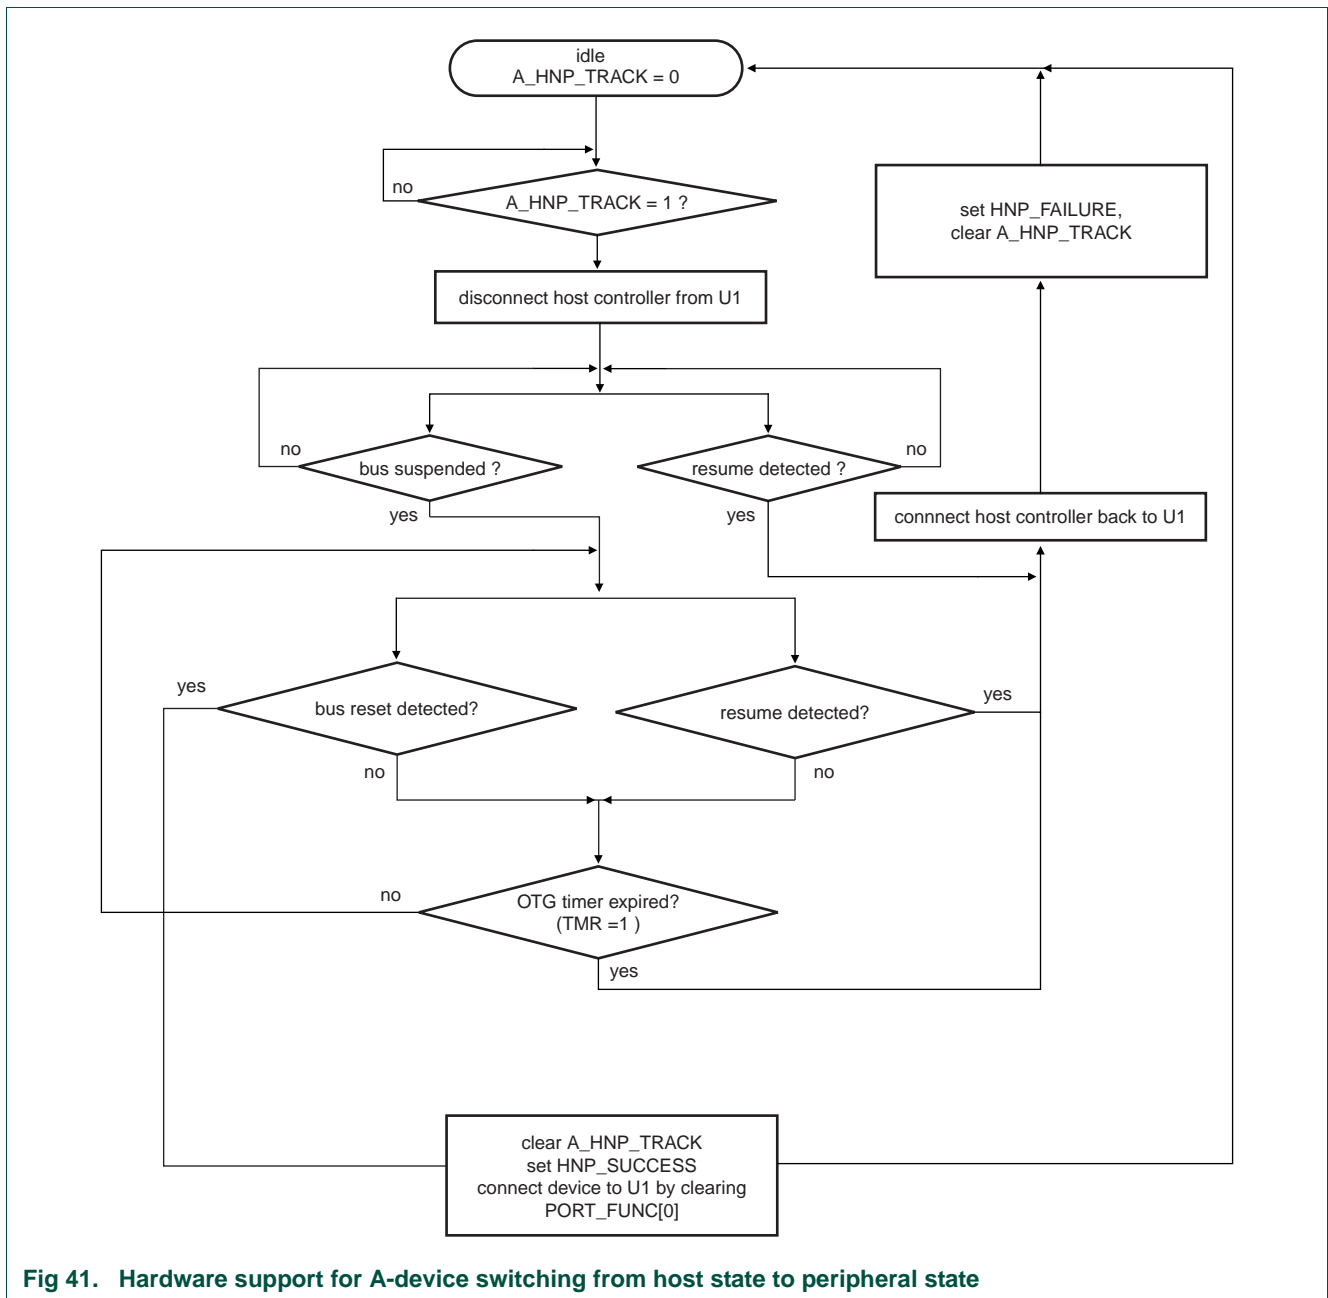 idle
A_HNP_TRACK = 0
no
A_HNP_TRACK = 1 ?
set HNP_FAILURE,
clear A_HNP_TRACK
disconnect host controller from U1
no
bus suspended ?
resume detected ?
no
yes
yes
connnect host controller back to U1
yes
bus reset detected?
resume detected?
yes
no
no
no
OTG timer expired?
(TMR =1 )
yes
clear A_HNP_TRACK
set HNP_SUCCESS
connect device to U1 by clearing
PORT_FUNC[0]
Fig 41. Hardware support for A-device switching from host state to peripheral state